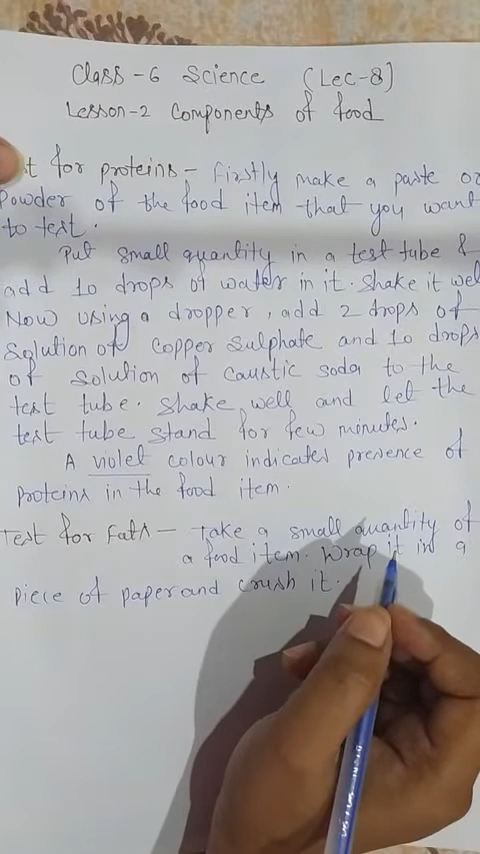 Class-6 Science (Lec-8)
Lesson-2 Components of food
st for proteins - Firstly make a paste or
Powder of the food item that you want
to test.
Put small quantity in a test tube &
add 10 drops of water in it. Shake it wel
Now using a dropper, add 2 drops of
Solution of copper sulphate and 10 drops
of solution of caustic soda to the
test tube. Shake well and let the
test tube stand for few minutes.
A violet colour indicates presence of
proteins in the food item.
Test for Fats - Take a small quantity of
a food item. Wrap it in a
piece of paper and crush it.